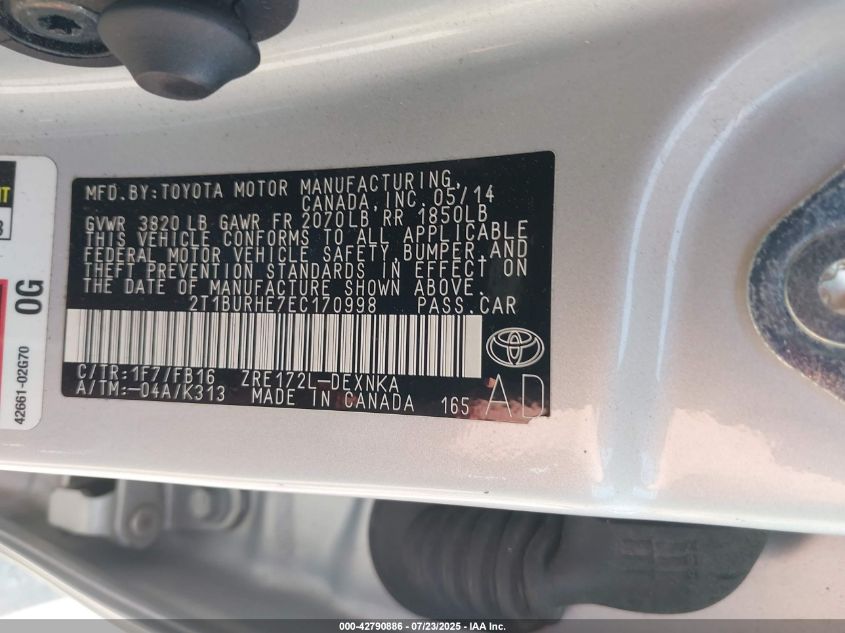 MFD.BY:TOYOTA MOTOR MANUFACTURING,
CANADA,INC.05/14
GVWR 3820 LB GAWR FR 2070LB RR 1850LB
THIS VEHICLE CONFORMS TO ALL APPLICABLE
FEDERAL MOTOR VEHICLE SAFETY,BUMPER,AND
THEFT PREVENTION STANDARDS IN EFFECT ON
THE DATE OF MANUFACTURE SHOWN ABOVE.
2T1BURHE7EC170998 PASS.CAR
C/TR:1F7/FB16 ZRE172L-DEXNKA
A/TM:-04A/K313 MADE IN CANADA 165 AD
0G
42661-02G70
000-42790886 - 07/23/2025 - IAA Inc.